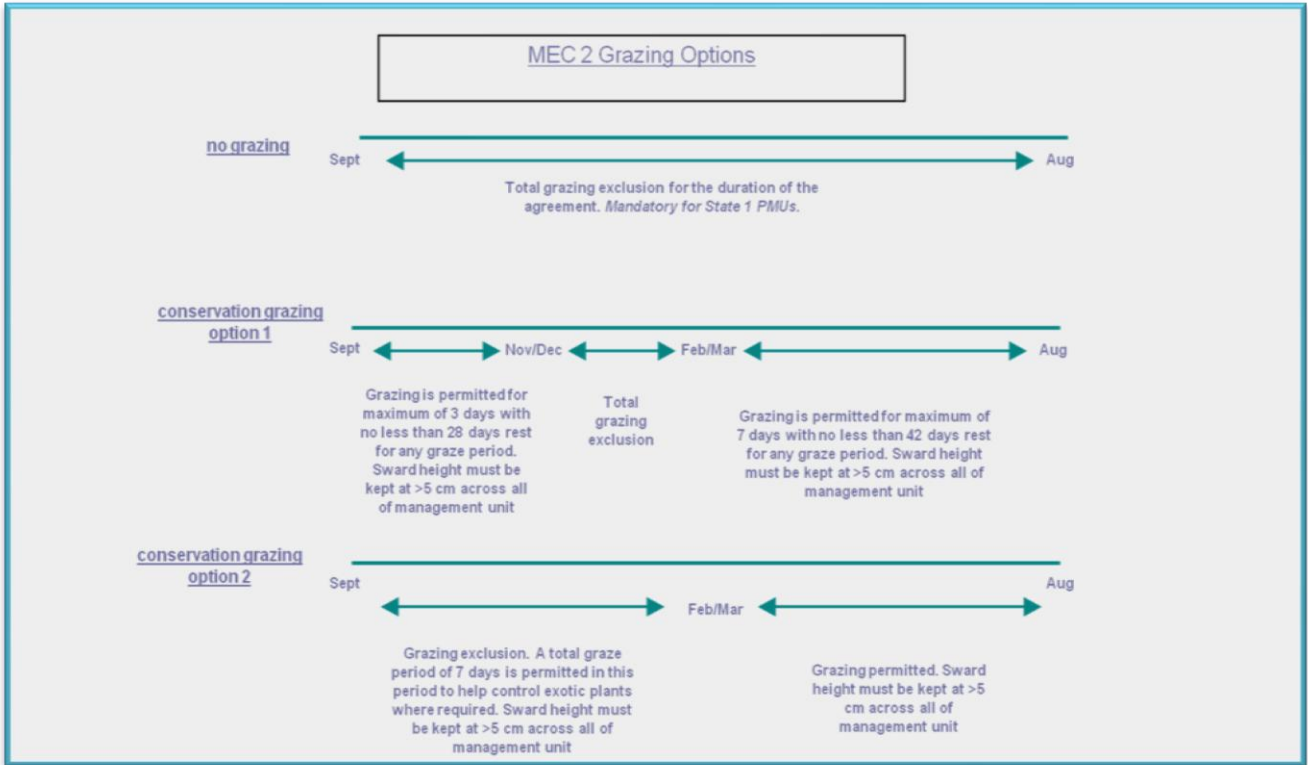 MEC 2 Grazing Options
no grazing
Sept
Aug
Total grazing exclusion for the duration of the
agreement. Mandatory for State 1 PMUs.
conservation grazing
option 1
Sept
Nov/Dec
Feb/Mar
Aug
Grazing is permitted for
maximum of 3 days with
no less than 28 days rest
for any graze period.
Sward height must be
kept at >5 cm across all
of management unit
Total
grazing
exclusion
Grazing is permitted for maximum of
7 days with no less than 42 days rest
for any graze period. Sward height
must be kept at >5 cm across all of
management unit
conservation grazing
option 2
Sept
Feb/Mar
Aug
Grazing exclusion. A total graze
period of 7 days is permitted in this
period to help control exotic plants
where required. Sward height must
be kept at >5 cm across all of
management unit
Grazing permitted. Sward
height must be kept at >5
cm across all of
management unit